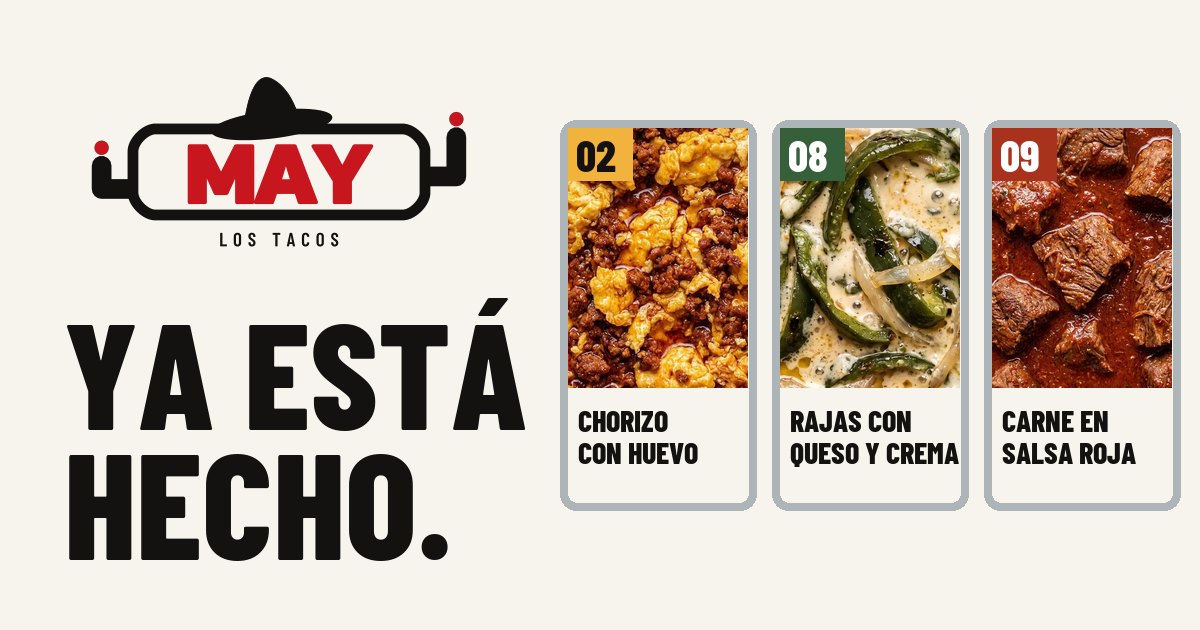 MAY
LOS TACOS
YA ESTÁ
HECHO.
02
CHORIZO
CON HUEVO
08
RAJAS CON
QUESO Y CREMA
09
CARNE EN
SALSA ROJA